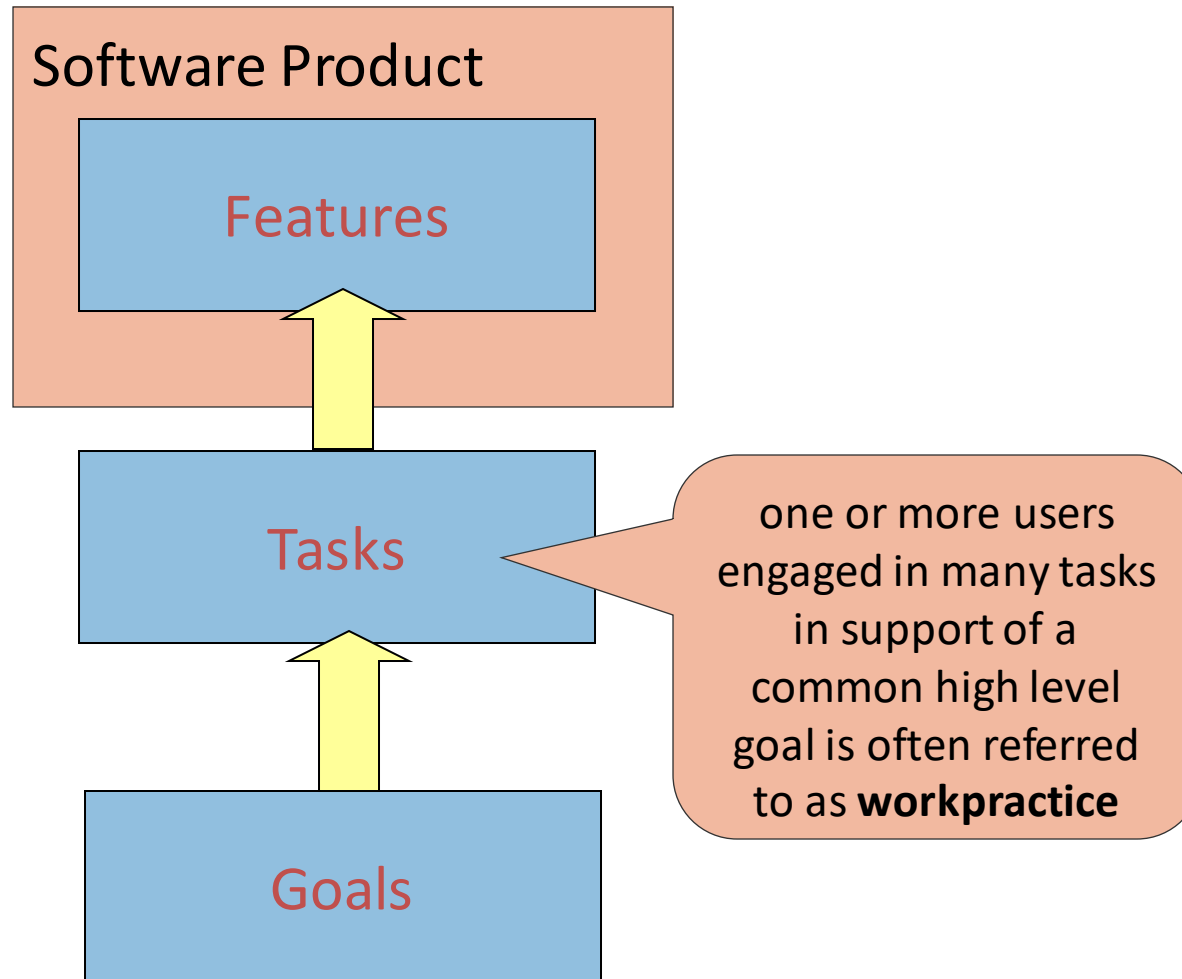 Software Product
Features
Tasks
one or more users
engaged in many tasks
in support of a
common high level
goal is often referred
to as workpractice
Goals